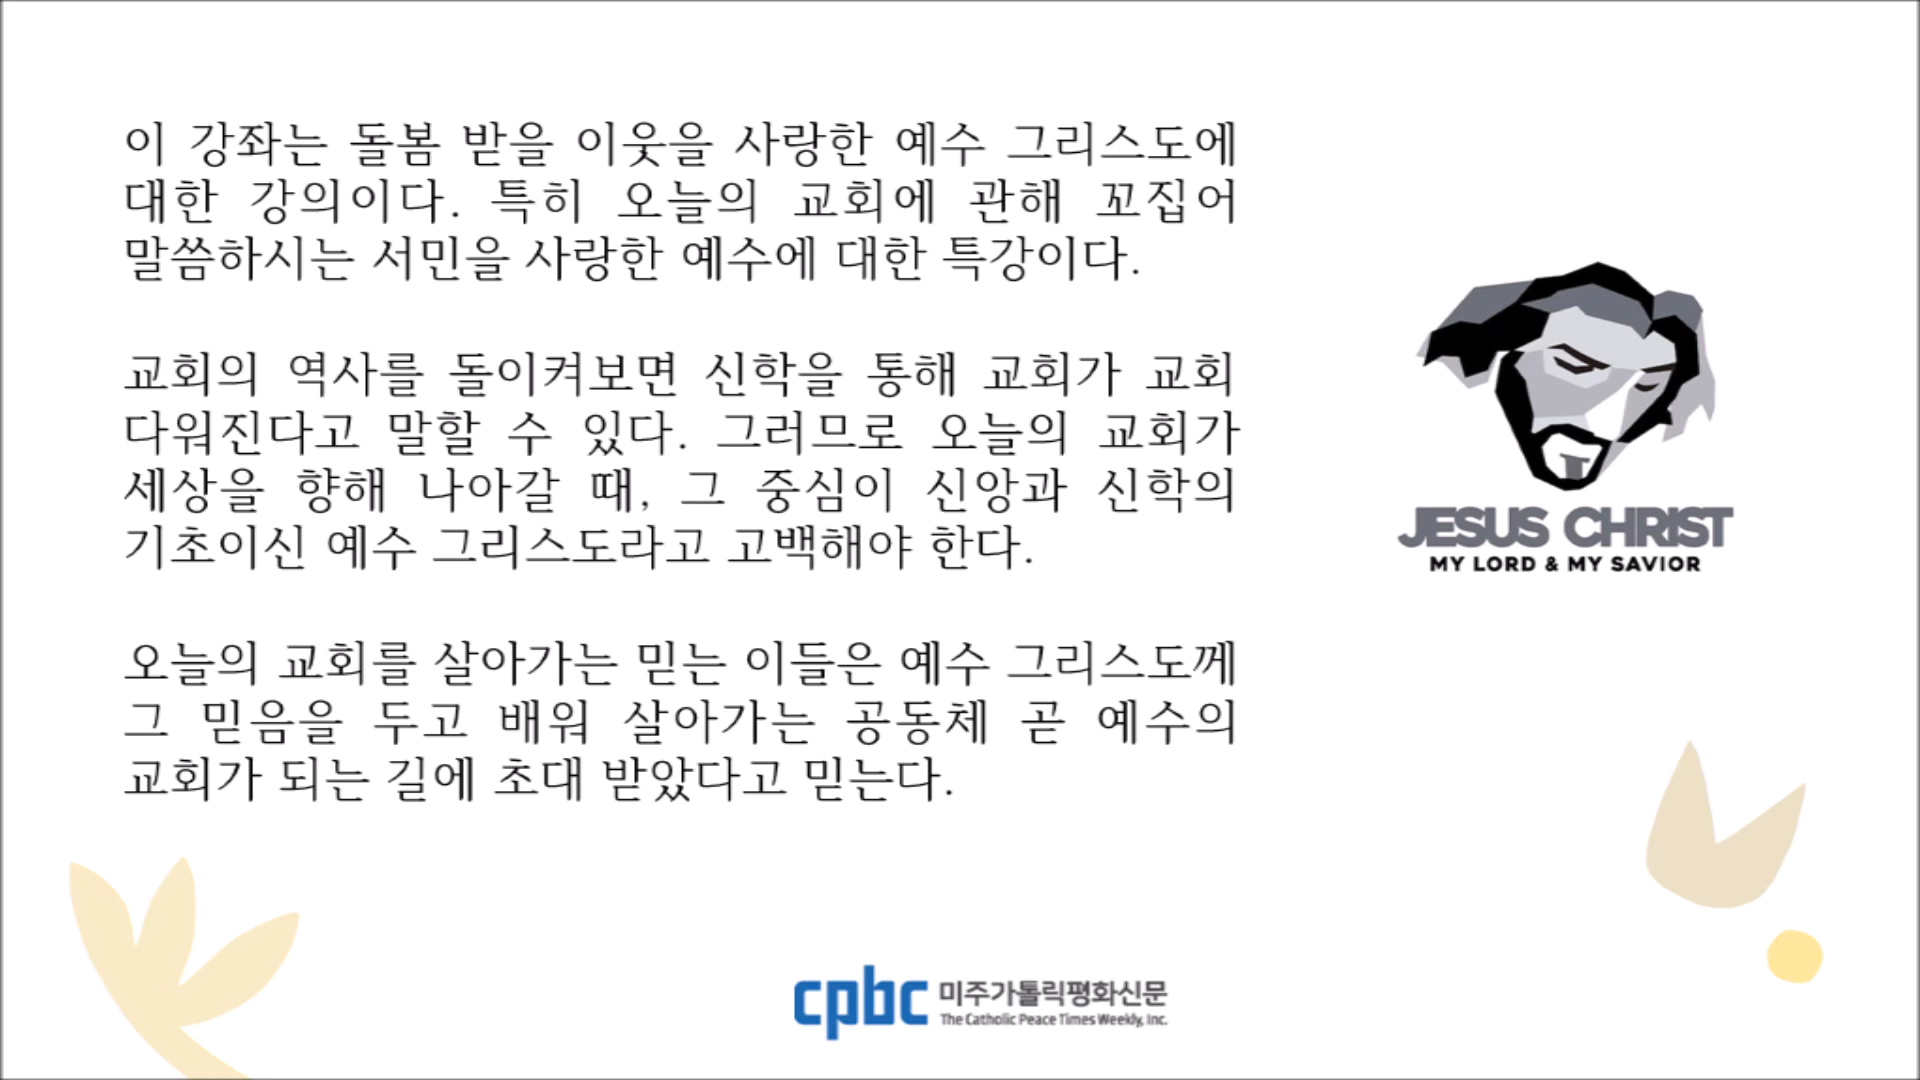 이 강좌는 돌봄 받을 이웃을 사랑한 예수 그리스도에
대한 강의이다. 특히 오늘의 교회에 관해 꼬집어
말씀하시는 서민을 사랑한 예수에 대한 특강이다.
교회의 역사를 돌이켜보면 신학을 통해 교회가 교회
다워진다고 말할 수 있다. 그러므로 오늘의 교회가
세상을 향해 나아갈 때, 그 중심이 신앙과 신학의
기초이신 예수 그리스도라고 고백해야 한다.
오늘의 교회를 살아가는 믿는 이들은 예수 그리스도께
그 믿음을 두고 배워 살아가는 공동체 곧 예수의
교회가 되는 길에 초대 받았다고 믿는다.
JESUS CHRIST
MY LORD & MY SAVIOR
cpbc 미주가톨릭평화신문
The Catholic Peace Times Weekly, Inc.